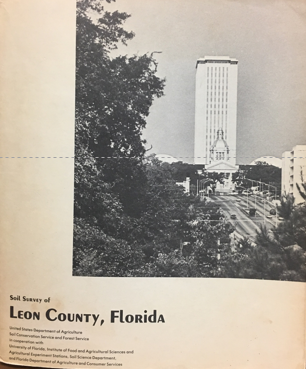 Soil Survey of
Leon County, Florida
United States Department of Agriculture
Soil Conservation Service and Forest Service
in cooperation with
University of Florida, Institute of Food and Agricultural Sciences and
Agricultural Experiment Stations, Soil Science Department,
and Florida Department of Agriculture and Consumer Services